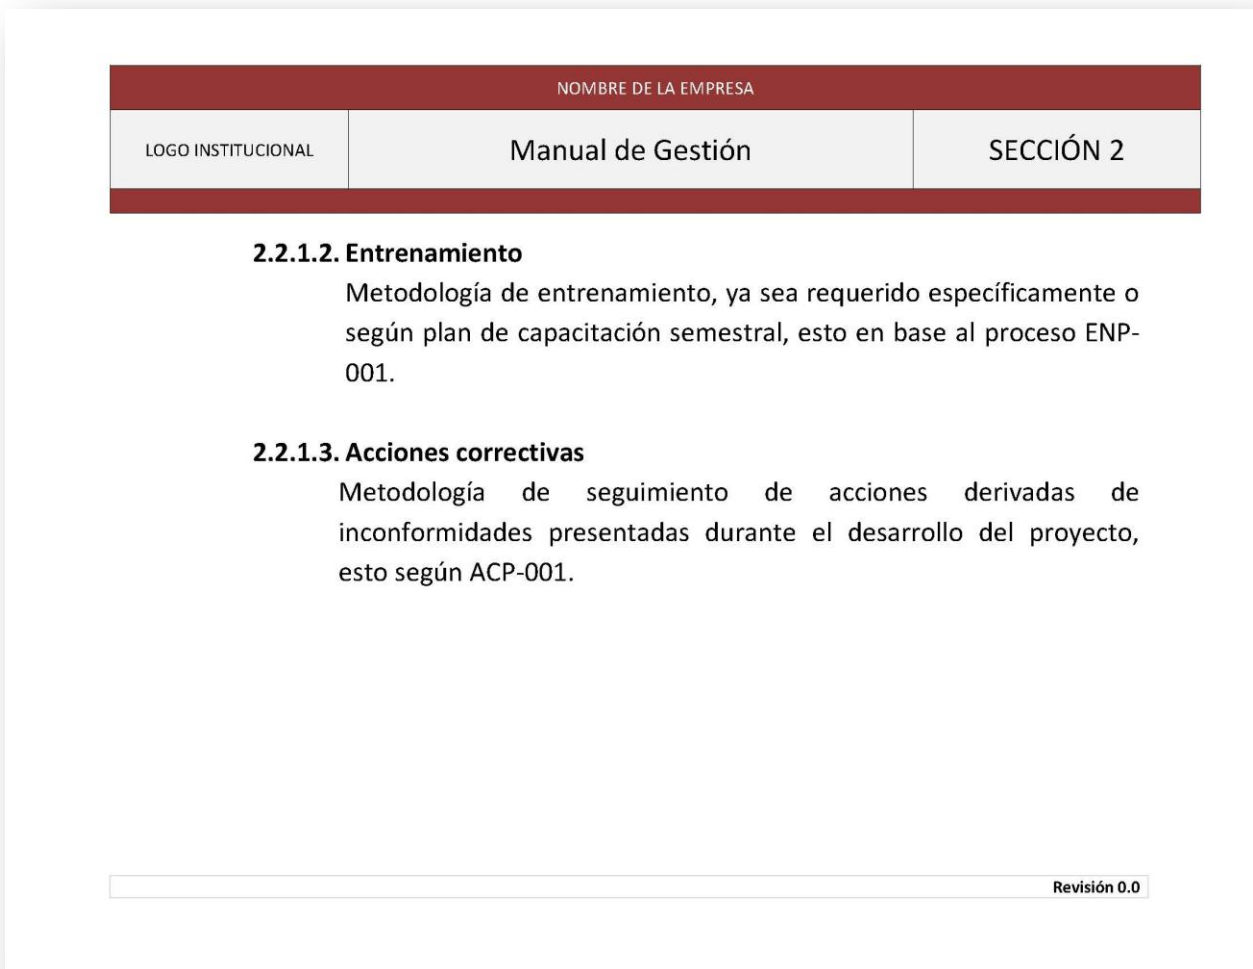 NOMBRE DE LA EMPRESA
LOGO INSTITUCIONAL
Manual de Gestión
SECCIÓN 2
2.2.1.2. Entrenamiento
Metodología de entrenamiento, ya sea requerido específicamente o
según plan de capacitación semestral, esto en base al proceso ENP-
001.
2.2.1.3. Acciones correctivas
Metodología de seguimiento de acciones derivadas de
inconformidades presentadas durante el desarrollo del proyecto,
esto según ACP-001.
Revisión 0.0